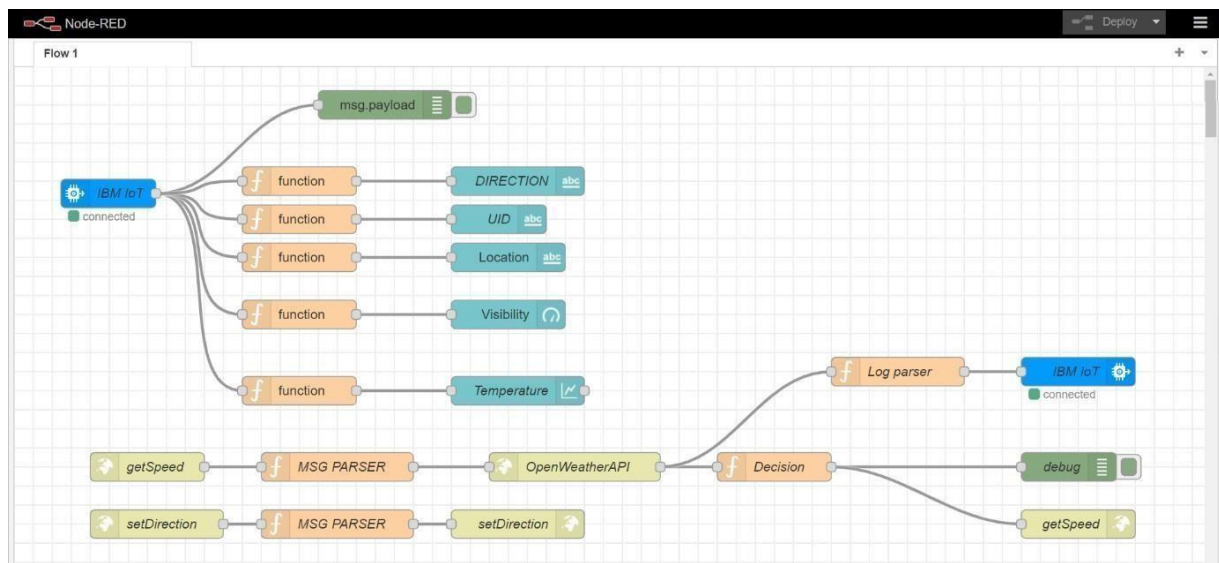 Node-RED
Deploy
Flow 1
msg.payload
IBM IoT
connected
function
DIRECTION
abc
function
UID
abc
function
Location
abc
function
Visibility
function
Temperature
Log parser
IBM IoT
connected
getSpeed
MSG PARSER
OpenWeatherAPI
Decision
debug
setDirection
MSG PARSER
setDirection
getSpeed